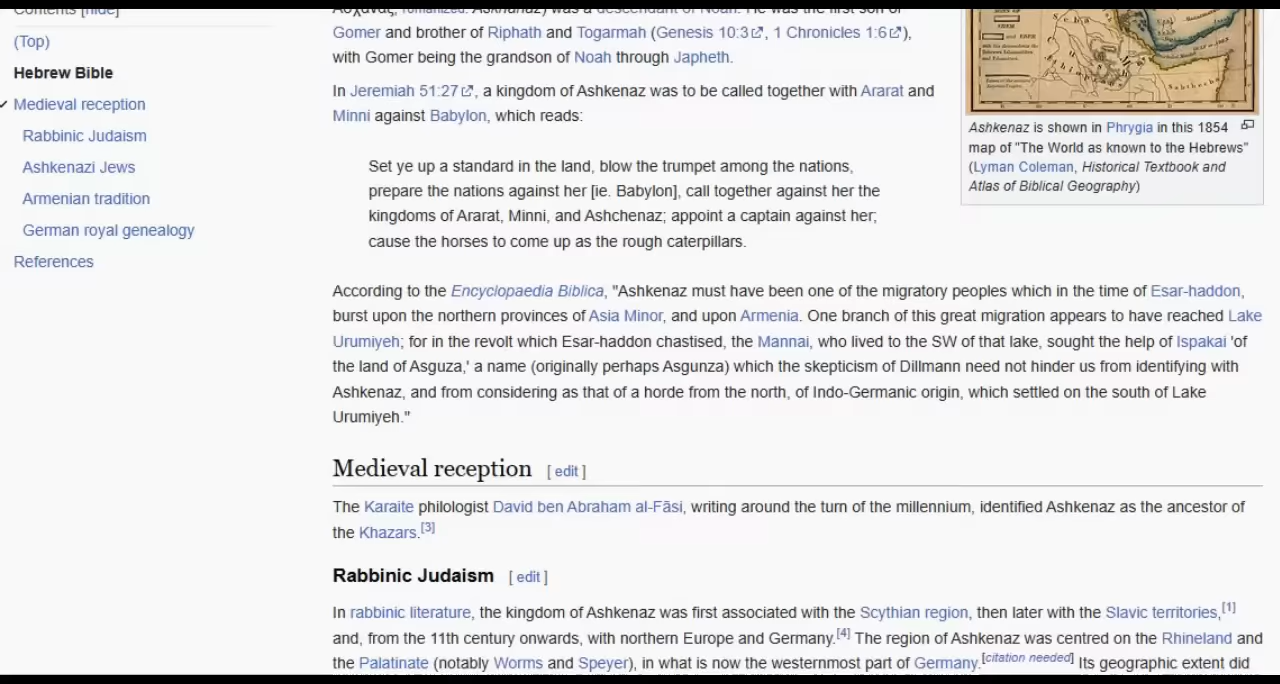 Contents [hide]
(Top)
Hebrew Bible
Medieval reception
Rabbinic Judaism
Ashkenazi Jews
Armenian tradition
German royal genealogy
References
was a descendant of Noah. He was the first son of
Gomer and brother of Riphath and Togarmah (Genesis 10:3, 1 Chronicles 1:6),
with Gomer being the grandson of Noah through Japheth.
In Jeremiah 51:27, a kingdom of Ashkenaz was to be called together with Ararat and
Minni against Babylon, which reads:
Set ye up a standard in the land, blow the trumpet among the nations,
prepare the nations against her [ie. Babylon], call together against her the
kingdoms of Ararat, Minni, and Ashchenaz; appoint a captain against her;
cause the horses to come up as the rough caterpillars.
Ashkenaz is shown in Phrygia in this 1854
map of "The World as known to the Hebrews"
(Lyman Coleman, Historical Textbook and
Atlas of Biblical Geography)
According to the Encyclopaedia Biblica, "Ashkenaz must have been one of the migratory peoples which in the time of Esar-haddon,
burst upon the northern provinces of Asia Minor, and upon Armenia. One branch of this great migration appears to have reached Lake
Urumiyeh; for in the revolt which Esar-haddon chastised, the Mannai, who lived to the SW of that lake, sought the help of Ispakai 'of
the land of Asguza,' a name (originally perhaps Asgunza) which the skepticism of Dillmann need not hinder us from identifying with
Ashkenaz, and from considering as that of a horde from the north, of Indo-Germanic origin, which settled on the south of Lake
Urumiyeh."
Medieval reception [ edit ]
The Karaite philologist David ben Abraham al-Fāsi, writing around the turn of the millennium, identified Ashkenaz as the ancestor of
the Khazars.[3]
Rabbinic Judaism [ edit ]
In rabbinic literature, the kingdom of Ashkenaz was first associated with the Scythian region, then later with the Slavic territories,[1]
and, from the 11th century onwards, with northern Europe and Germany.[4] The region of Ashkenaz was centred on the Rhineland and
the Palatinate (notably Worms and Speyer), in what is now the westernmost part of Germany.[citation needed] Its geographic extent did